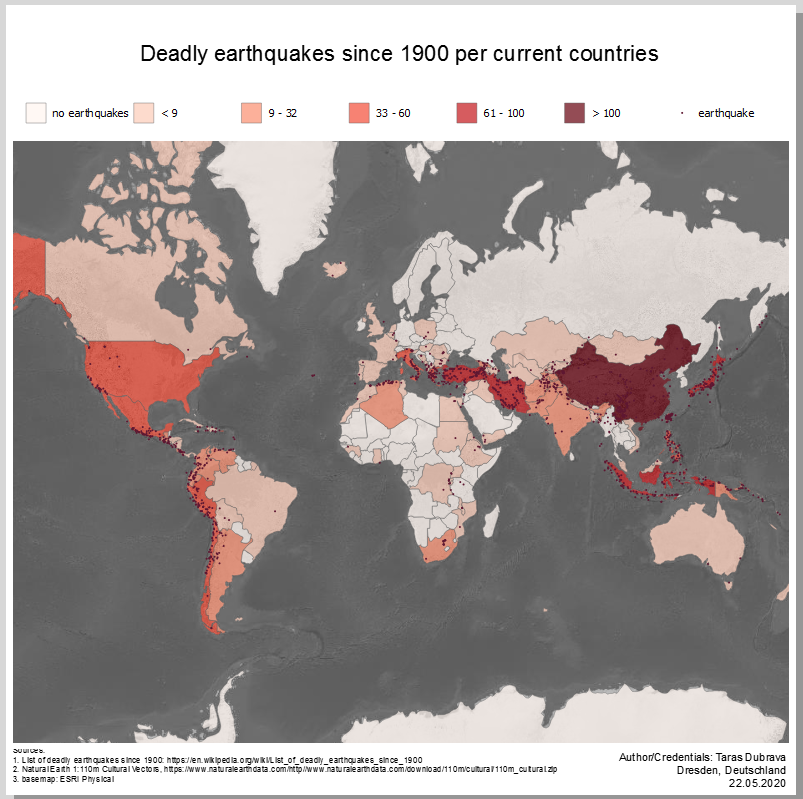 Deadly earthquakes since 1900 per current countries
no earthquakes < 9 9 - 32 33 - 60 61 - 100 > 100 earthquake
Sources:
1. List of deadly earthquakes since 1900: https://en.wikipedia.org/wiki/List_of_deadly_earthquakes_since_1900
2. Natural Earth 1:110m Cultural Vectors, https://www.naturalearthdata.com/http//www.naturalearthdata.com/download/110m/cultural/110m_cultural.zip
3. basemap: ESRI Physical
Author/Credentials: Taras Dubrava
Dresden, Deutschland
22.05.2020